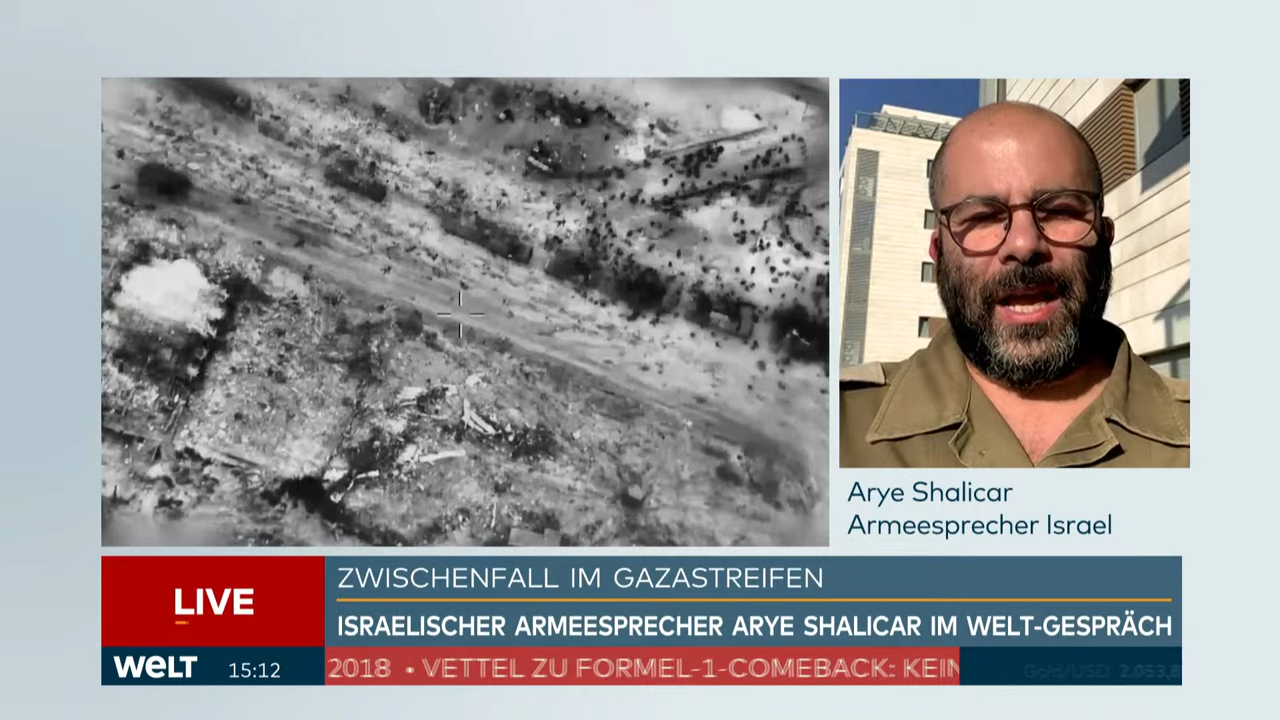 Arye Shalicar
Armeesprecher Israel
LIVE
ZWISCHENFALL IM GAZASTREIFEN
ISRAELISCHER ARMEESPRECHER ARYE SHALICAR IM WELT-GESPRÄCH
welt 15:12 2018 • VETTEL ZU FORMEL-1-COMEBACK: KEIN Gold/USD